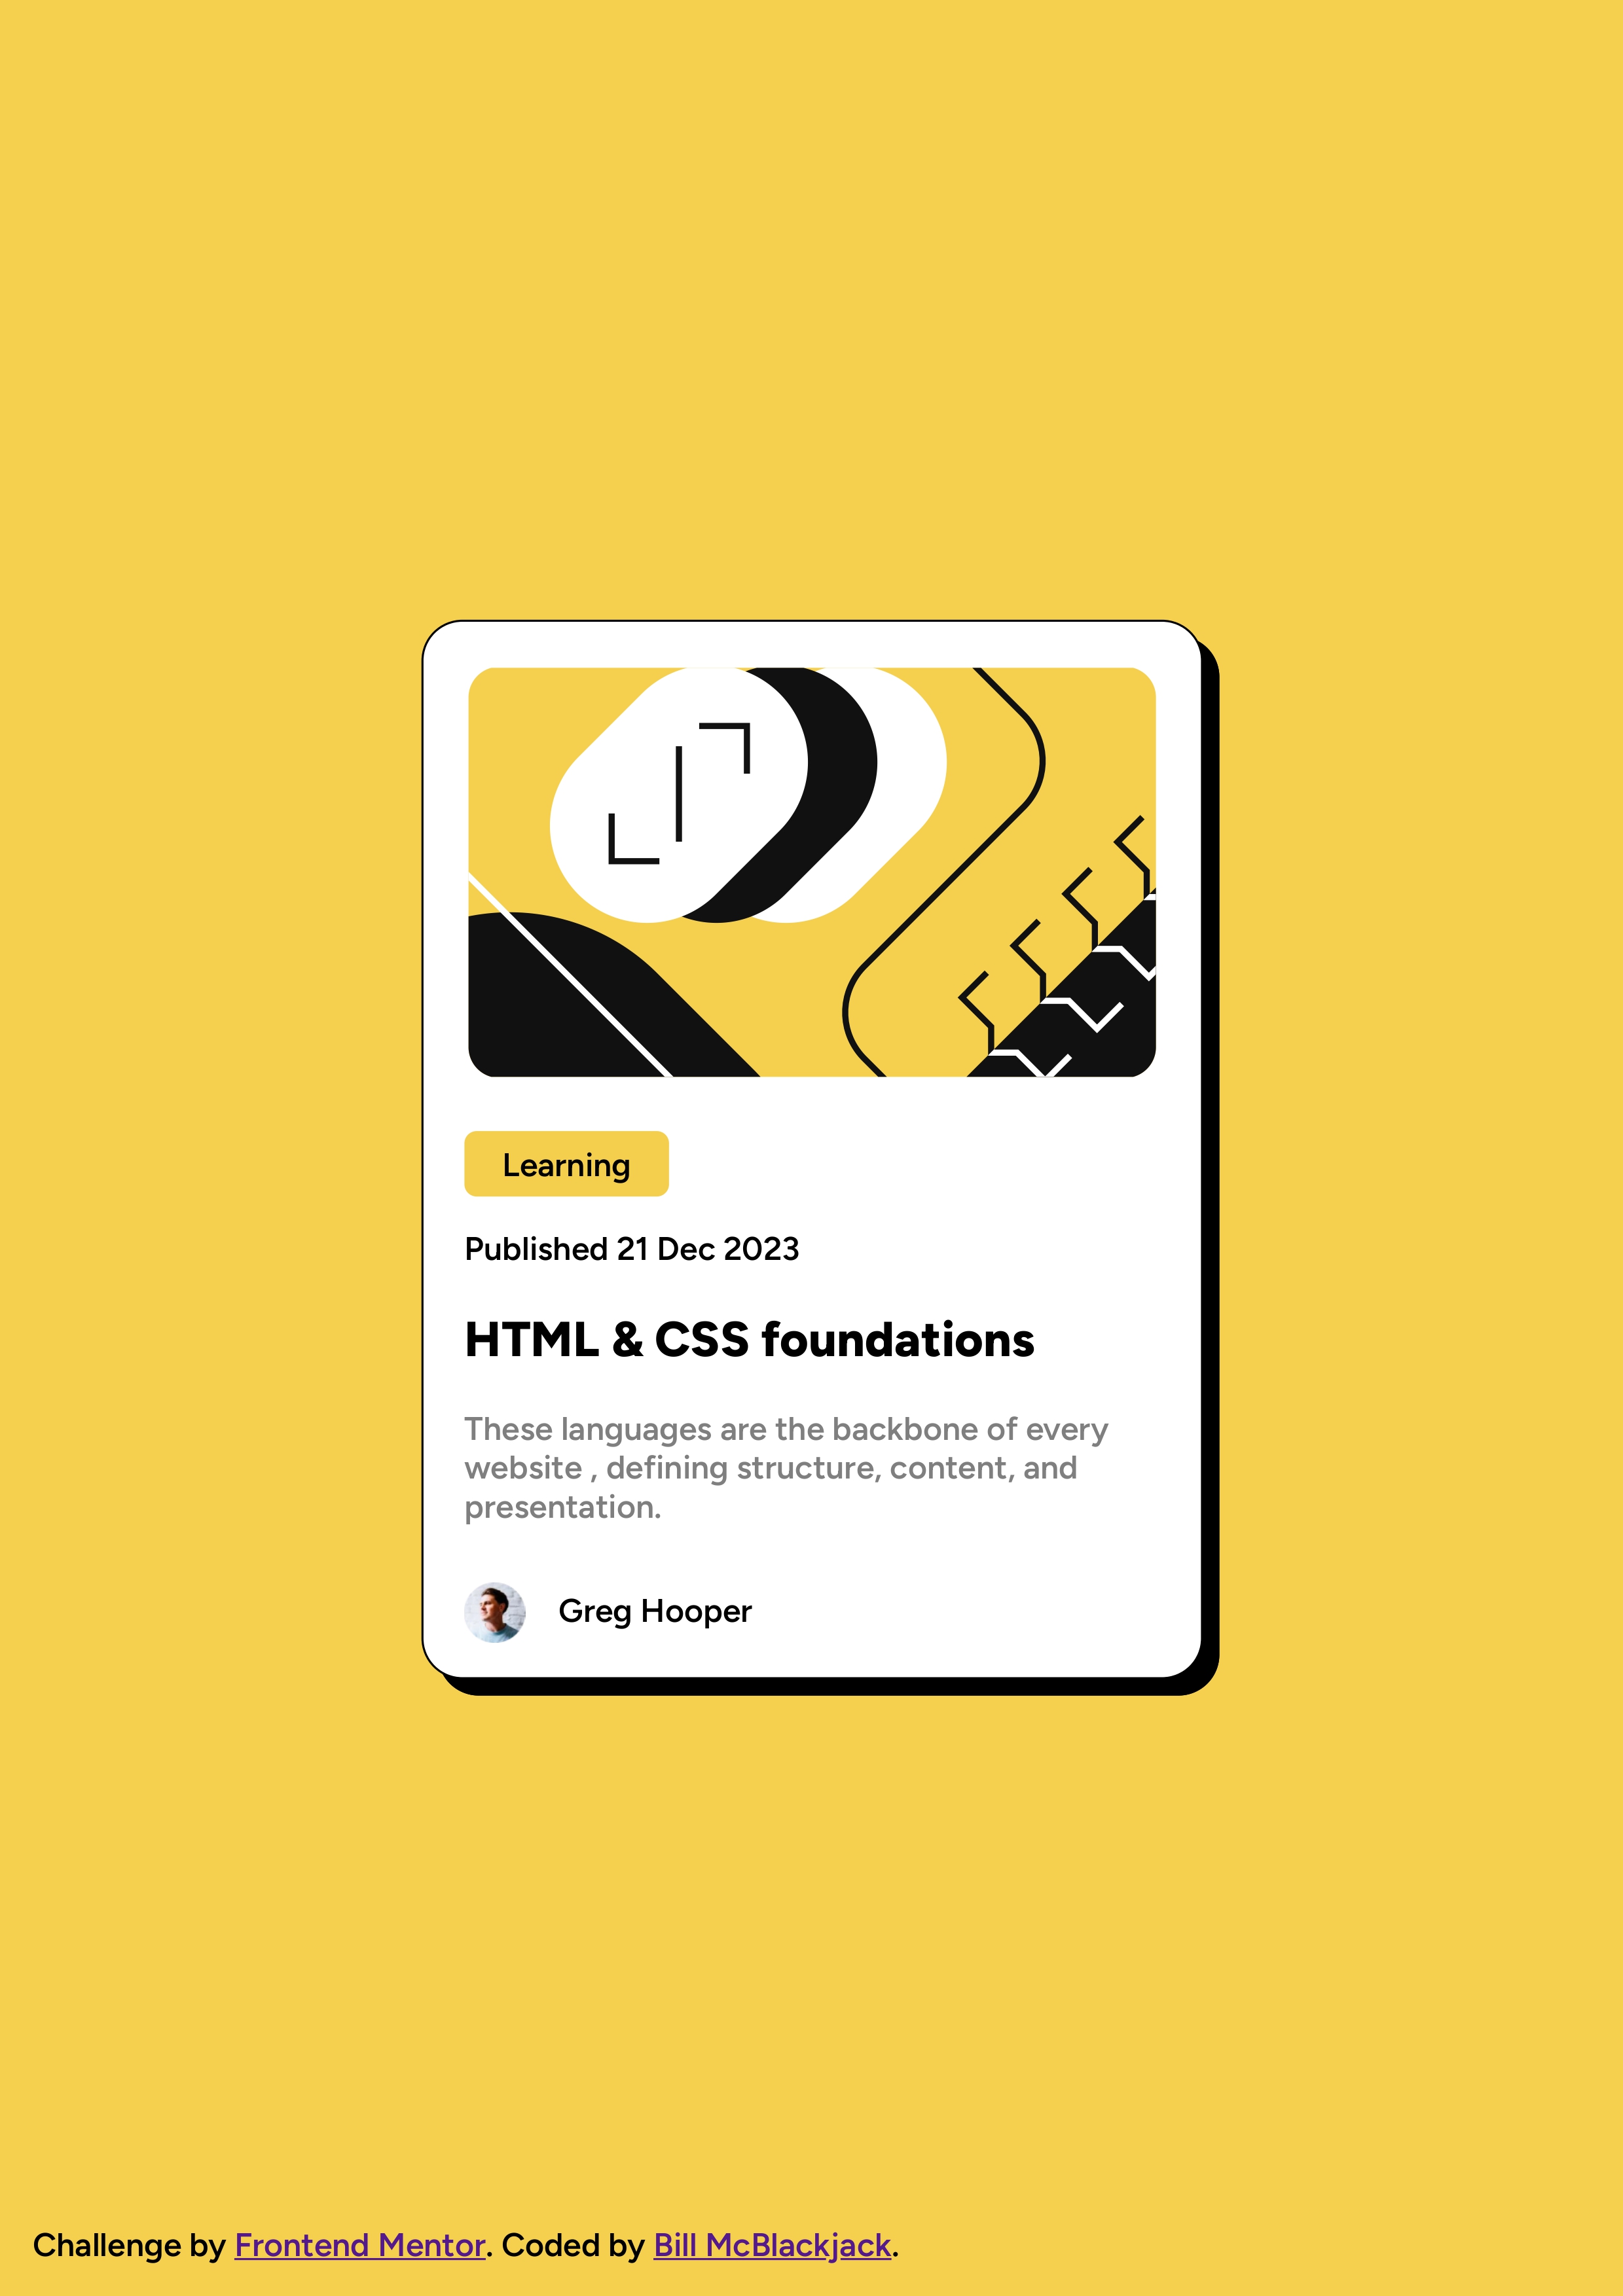 Learning
Published 21 Dec 2023
HTML & CSS foundations
These languages are the backbone of every
website , defining structure, content, and
presentation.
Greg Hooper
Challenge by Frontend Mentor. Coded by Bill McBlackjack.